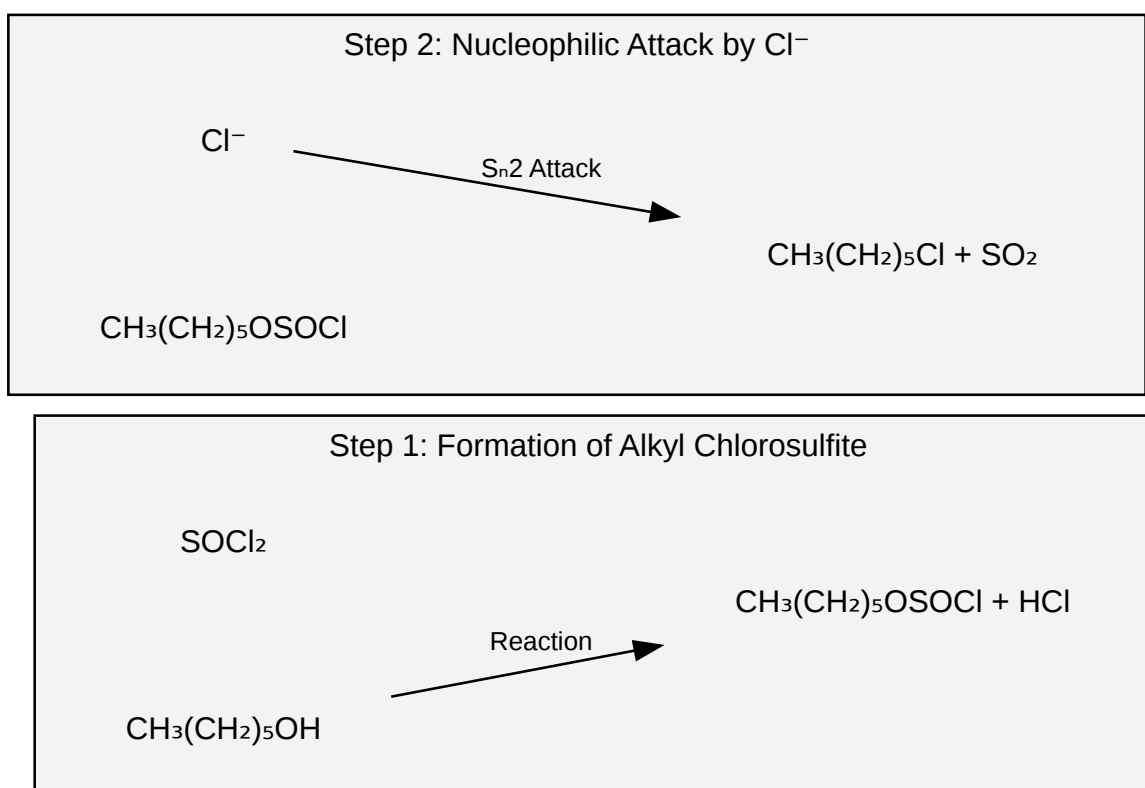 Step 2: Nucleophilic Attack by Cl⁻
Cl⁻
Sₙ2 Attack
CH₃(CH₂)₅Cl + SO₂
CH₃(CH₂)₅OSOCl
Step 1: Formation of Alkyl Chlorosulfite
SOCl₂
CH₃(CH₂)₅OSOCl + HCl
Reaction
CH₃(CH₂)₅OH